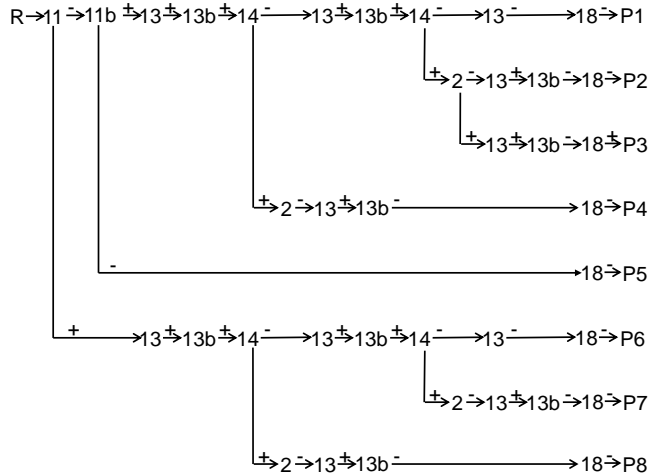 R 11 - 11b + 13 + 13b + 14 - 13 + 13b + 14 - 13 - 18 - P1
+ 2 - 13 + 13b - 18 - P2
+ 13 + 13b - 18 + P3
+ 2 - 13 + 13b - 18 - P4
- 18 - P5
+ 13 + 13b + 14 - 13 + 13b + 14 - 13 - 18 - P6
+ 2 - 13 + 13b - 18 - P7
+ 2 - 13 + 13b - 18 - P8